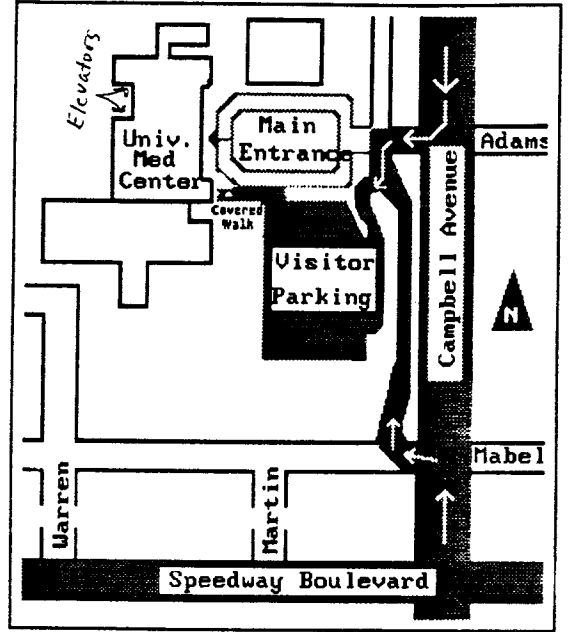 Elevators
Univ.
Med
Center
Main
Entrance
Adams
Covered
Walk
Campbell Avenue
Visitor
Parking
N
Mabel
Warren
Martin
Speedway Boulevard